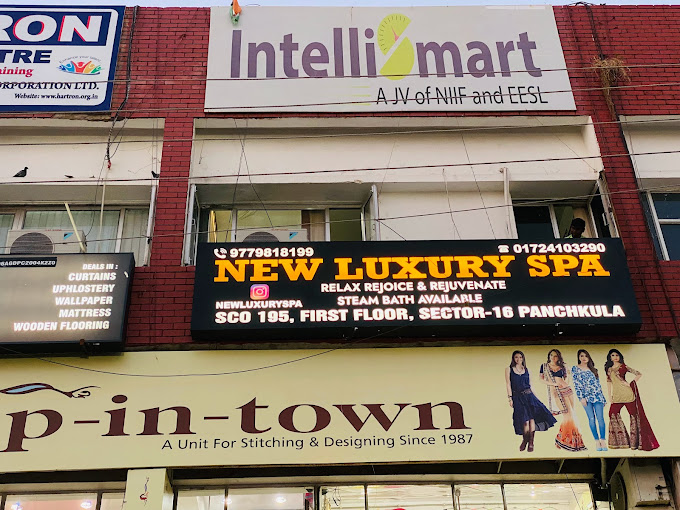 RON
TRE
ining
ORPORATION LTD.
Website: www.hartron.org.in
IntelliSmart
A JV of NIIF and EESL
DEALS IN :
CURTAINS
UPHLOSTERY
WALLPAPER
MATTRESS
WOODEN FLOORING
9779818199
01724103290
NEW LUXURY SPA
RELAX REJOICE & REJUVENATE
NEWLUXURYSPA
STEAM BATH AVAILABLE
SCO 195, FIRST FLOOR, SECTOR-16 PANCHKULA
p-in-town
A Unit For Stitching & Designing Since 1987